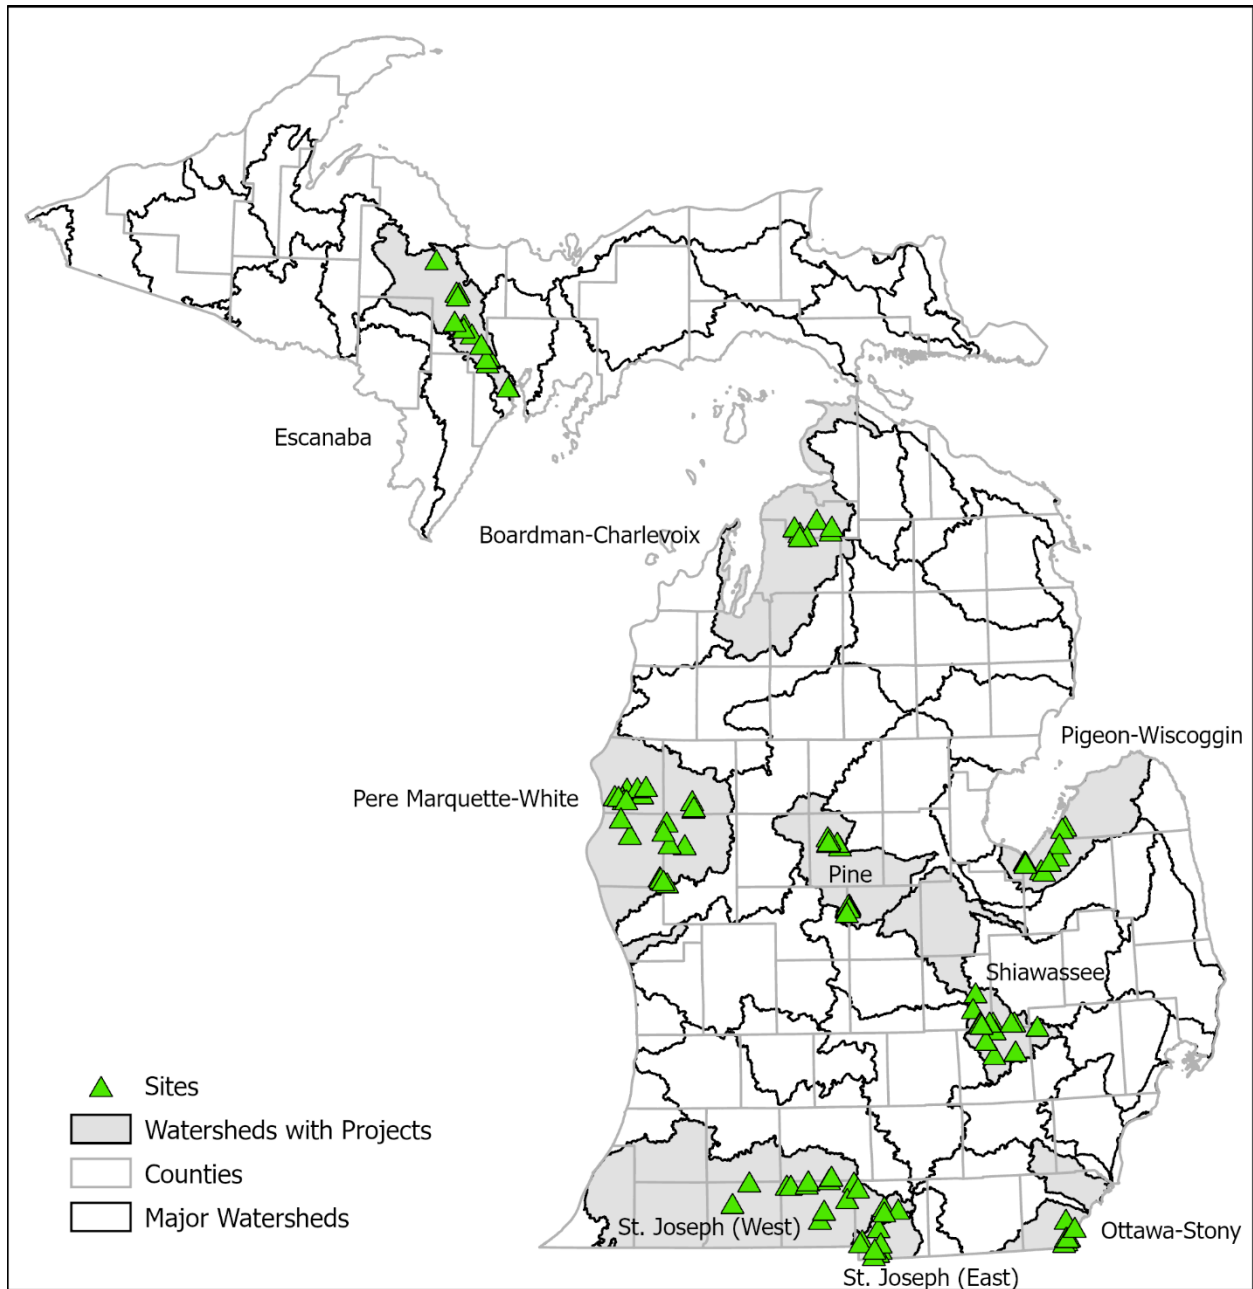 Escanaba
Boardman-Charlevoix
Pigeon-Wiscoggin
Pere Marquette-White
Pine
Shiawassee
Sites
Watersheds with Projects
Counties
Major Watersheds
St. Joseph (West)
Ottawa-Stony
St. Joseph (East)